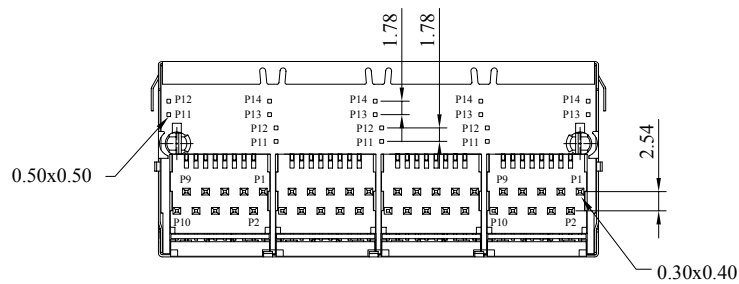 1.78 1.78
P12 P14 P14 P14 P14
P11 P13 P13 P13 P13
P12 P12 P12
P11 P11 P11
2.54
0.50x0.50
P9 P1 P9 P1
P10 P2 P10 P2
0.30x0.40